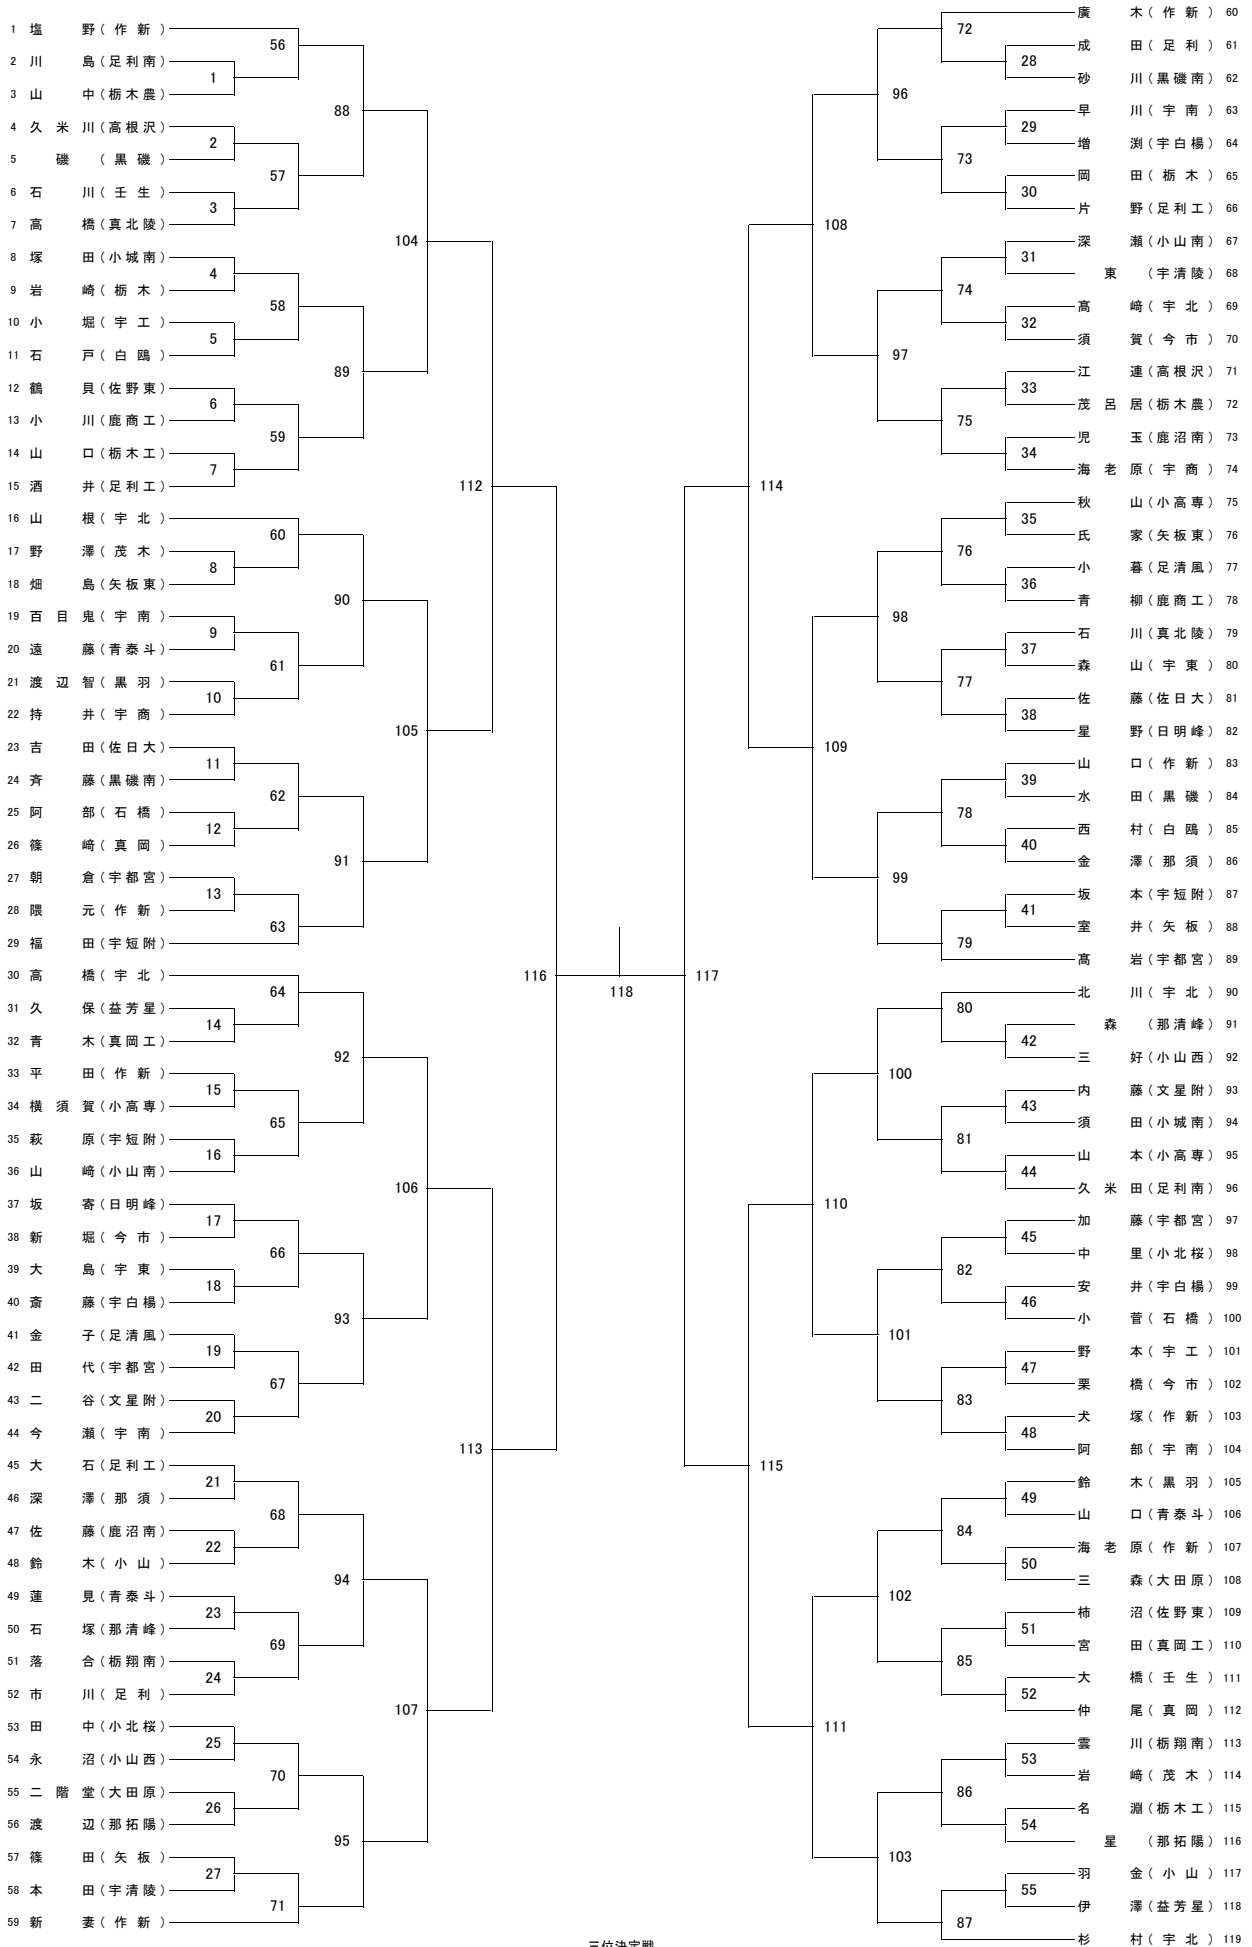 1 塩 野 ( 作 新 )
2 川 島 ( 足 利 南 )
3 山 中 ( 栃 木 農 )
4 久 米 川 ( 高 根 沢 )
5 磯 ( 黒 磯 )
6 石 川 ( 壬 生 )
7 高 橋 ( 真 北 陵 )
8 塚 田 ( 小 城 南 )
9 岩 崎 ( 栃 木 )
10 小 堀 ( 宇 工 )
11 石 戸 ( 白 鴎 )
12 鶴 貝 ( 佐 野 東 )
13 小 川 ( 鹿 商 工 )
14 山 口 ( 栃 木 工 )
15 酒 井 ( 足 利 工 )
16 山 根 ( 宇 北 )
17 野 澤 ( 茂 木 )
18 畑 島 ( 矢 板 東 )
19 百 目 鬼 ( 宇 南 )
20 遠 藤 ( 青 泰 斗 )
21 渡 辺 智 ( 黒 羽 )
22 持 井 ( 宇 商 )
23 吉 田 ( 佐 日 大 )
24 斉 藤 ( 黒 磯 南 )
25 阿 部 ( 石 橋 )
26 篠 﨑 ( 真 岡 )
27 朝 倉 ( 宇 都 宮 )
28 隈 元 ( 作 新 )
29 福 田 ( 宇 短 附 )
30 高 橋 ( 宇 北 )
31 久 保 ( 益 芳 星 )
32 青 木 ( 真 岡 工 )
33 平 田 ( 作 新 )
34 横 須 賀 ( 小 高 専 )
35 萩 原 ( 宇 短 附 )
36 山 﨑 ( 小 山 南 )
37 坂 寄 ( 日 明 峰 )
38 新 堀 ( 今 市 )
39 大 島 ( 宇 東 )
40 斎 藤 ( 宇 白 楊 )
41 金 子 ( 足 清 風 )
42 田 代 ( 宇 都 宮 )
43 二 谷 ( 文 星 附 )
44 今 瀬 ( 宇 南 )
45 大 石 ( 足 利 工 )
46 深 澤 ( 那 須 )
47 佐 藤 ( 鹿 沼 南 )
48 鈴 木 ( 小 山 )
49 蓮 見 ( 青 泰 斗 )
50 石 塚 ( 那 清 峰 )
51 落 合 ( 栃 翔 南 )
52 市 川 ( 足 利 )
53 田 中 ( 小 北 桜 )
54 永 沼 ( 小 山 西 )
55 二 階 堂 ( 大 田 原 )
56 渡 辺 ( 那 拓 陽 )
57 篠 田 ( 矢 板 )
58 本 田 ( 宇 清 陵 )
59 新 妻 ( 作 新 )
1
2
3
4
5
6
7
8
9
10
11
12
13
14
15
16
17
18
19
20
21
22
23
24
25
26
27
56
57
58
59
60
61
62
63
64
65
66
67
68
69
70
71
88
89
90
91
92
93
94
95
104
105
106
107
112
113
116
118
117
114
115
108
109
110
111
96
97
98
99
100
101
102
103
72
73
74
75
76
77
78
79
80
81
82
83
84
85
86
87
28
29
30
31
32
33
34
35
36
37
38
39
40
41
42
43
44
45
46
47
48
49
50
51
52
53
54
55
廣 木 ( 作 新 ) 60
成 田 ( 足 利 ) 61
砂 川 ( 黒 磯 南 ) 62
早 川 ( 宇 南 ) 63
増 渕 ( 宇 白 楊 ) 64
岡 田 ( 栃 木 ) 65
片 野 ( 足 利 工 ) 66
深 瀬 ( 小 山 南 ) 67
東 ( 宇 清 陵 ) 68
髙 﨑 ( 宇 北 ) 69
須 賀 ( 今 市 ) 70
江 連 ( 高 根 沢 ) 71
茂 呂 居 ( 栃 木 農 ) 72
児 玉 ( 鹿 沼 南 ) 73
海 老 原 ( 宇 商 ) 74
秋 山 ( 小 高 専 ) 75
氏 家 ( 矢 板 東 ) 76
小 暮 ( 足 清 風 ) 77
青 柳 ( 鹿 商 工 ) 78
石 川 ( 真 北 陵 ) 79
森 山 ( 宇 東 ) 80
佐 藤 ( 佐 日 大 ) 81
星 野 ( 日 明 峰 ) 82
山 口 ( 作 新 ) 83
水 田 ( 黒 磯 ) 84
西 村 ( 白 鴎 ) 85
金 澤 ( 那 須 ) 86
坂 本 ( 宇 短 附 ) 87
室 井 ( 矢 板 ) 88
髙 岩 ( 宇 都 宮 ) 89
北 川 ( 宇 北 ) 90
森 ( 那 清 峰 ) 91
三 好 ( 小 山 西 ) 92
内 藤 ( 文 星 附 ) 93
須 田 ( 小 城 南 ) 94
山 本 ( 小 高 専 ) 95
久 米 田 ( 足 利 南 ) 96
加 藤 ( 宇 都 宮 ) 97
中 里 ( 小 北 桜 ) 98
安 井 ( 宇 白 楊 ) 99
小 菅 ( 石 橋 ) 100
野 本 ( 宇 工 ) 101
栗 橋 ( 今 市 ) 102
犬 塚 ( 作 新 ) 103
阿 部 ( 宇 南 ) 104
鈴 木 ( 黒 羽 ) 105
山 口 ( 青 泰 斗 ) 106
海 老 原 ( 作 新 ) 107
三 森 ( 大 田 原 ) 108
柿 沼 ( 佐 野 東 ) 109
宮 田 ( 真 岡 工 ) 110
大 橋 ( 壬 生 ) 111
仲 尾 ( 真 岡 ) 112
雲 川 ( 栃 翔 南 ) 113
岩 﨑 ( 茂 木 ) 114
名 淵 ( 栃 木 工 ) 115
星 ( 那 拓 陽 ) 116
羽 金 ( 小 山 ) 117
伊 澤 ( 益 芳 星 ) 118
杉 村 ( 宇 北 ) 119
三位決定戦